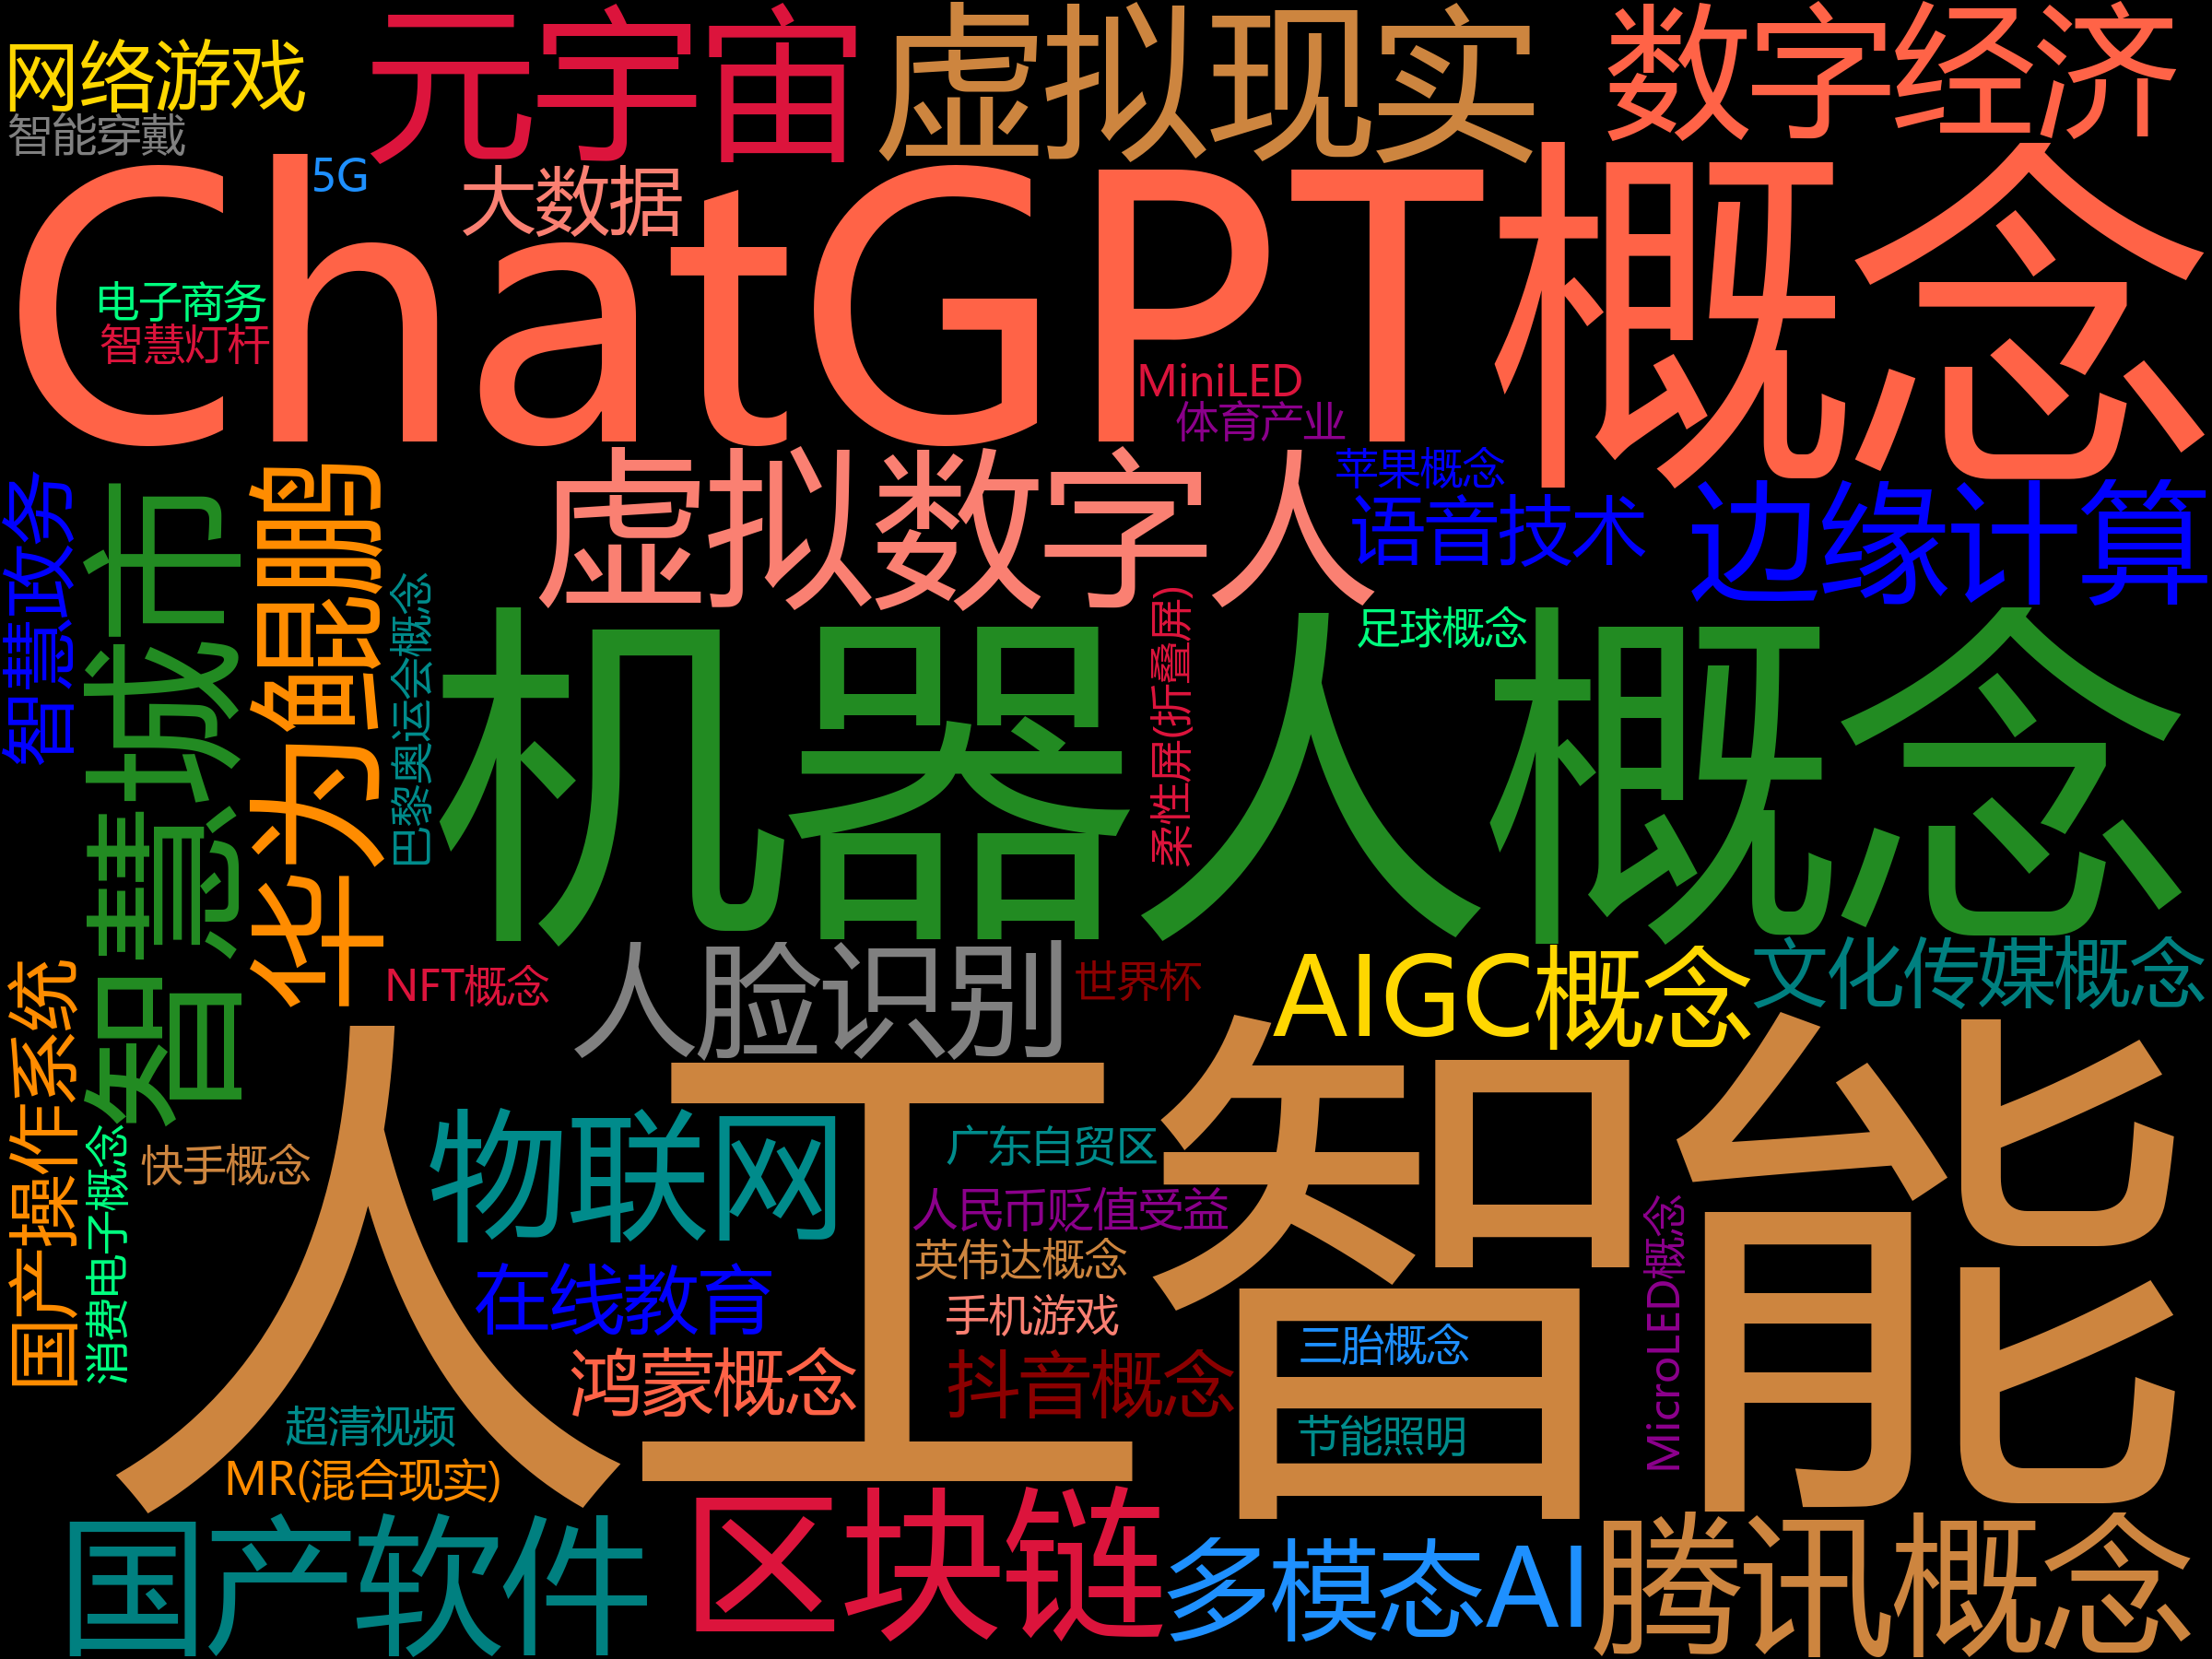 网络游戏
元宇宙
虚拟现实
数字经济
智能穿戴
5G
大数据
ChatGPT概念
电子商务
智慧灯杆
MiniLED
体育产业
苹果概念
虚拟数字人
语音技术
边缘计算
智慧政务
智慧城市
华为鲲鹏
巴黎奥运会概念
柔性屏(折叠屏)
足球概念
机器人概念
NFT概念
人脸识别
世界杯
AIGC概念
文化传媒概念
国产操作系统
消费电子概念
快手概念
人工智能
物联网
广东自贸区
人民币贬值受益
英伟达概念
在线教育
手机游戏
三胎概念
MicroLED概念
鸿蒙概念
抖音概念
超清视频
节能照明
MR(混合现实)
国产软件
区块链
多模态AI
腾讯概念